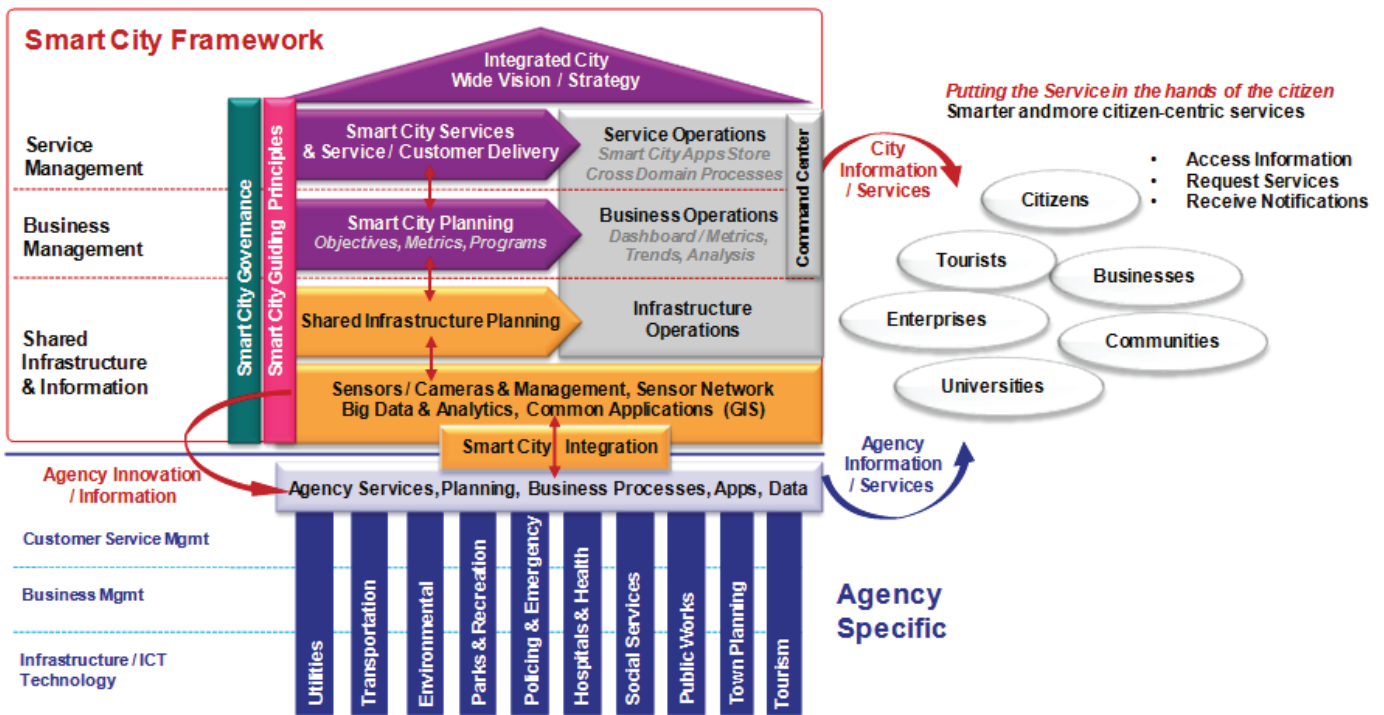 Smart City Framework
Integrated City
Wide Vision / Strategy
Service
Management
Business
Management
Shared
Infrastructure
& Information
Smart City Governance
Smart City Guiding Principles
Smart City Services
& Service / Customer Delivery
Service Operations
Smart City Apps Store
Cross Domain Processes
Smart City Planning
Objectives, Metrics, Programs
Business Operations
Dashboard / Metrics,
Trends, Analysis
Command Center
Shared Infrastructure Planning
Infrastructure
Operations
Sensors / Cameras & Management, Sensor Network
Big Data & Analytics, Common Applications (GIS)
Smart City Integration
Putting the Service in the hands of the citizen
Smarter and more citizen-centric services
City
Information
/ Services
• Access Information
• Request Services
• Receive Notifications
Citizens
Tourists
Businesses
Enterprises
Communities
Universities
Agency
Information
/ Services
Agency Innovation
/ Information
Agency Services, Planning, Business Processes, Apps, Data
Customer Service Mgmt
Business Mgmt
Infrastructure / ICT
Technology
Utilities
Transportation
Environmental
Parks & Recreation
Policing & Emergency
Hospitals & Health
Social Services
Public Works
Town Planning
Tourism
Agency
Specific